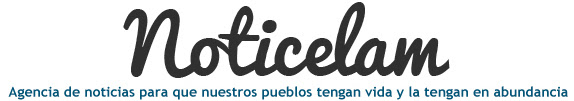 Noticelam
Agencia de noticias para que nuestros pueblos tengan vida y la tengan en abundancia